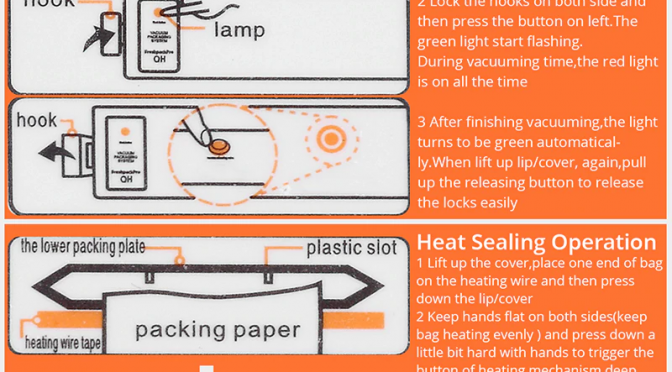 hook
lamp
VACUUM
PACKAGING
SYSTEM
FreshpackPro
QH
2 Lock the hooks on both side and
then press the button on left.The
green light start flashing.
During vacuuming time,the red light
is on all the time
hook
VACUUM
PACKAGING
SYSTEM
FreshpackPro
QH
3 After finishing vacuuming,the light
turns to be green automatical-
ly.When lift up lip/cover, again,pull
up the releasing button to release
the locks easily
the lower packing plate
plastic slot
packing paper
heating wire tape
Heat Sealing Operation
1 Lift up the cover,place one end of bag
on the heating wire and then press
down the lip/cover
2 Keep hands flat on both sides(keep
bag heating evenly ) and press down a
little bit hard with hands to trigger the
button of heating mechanism deep